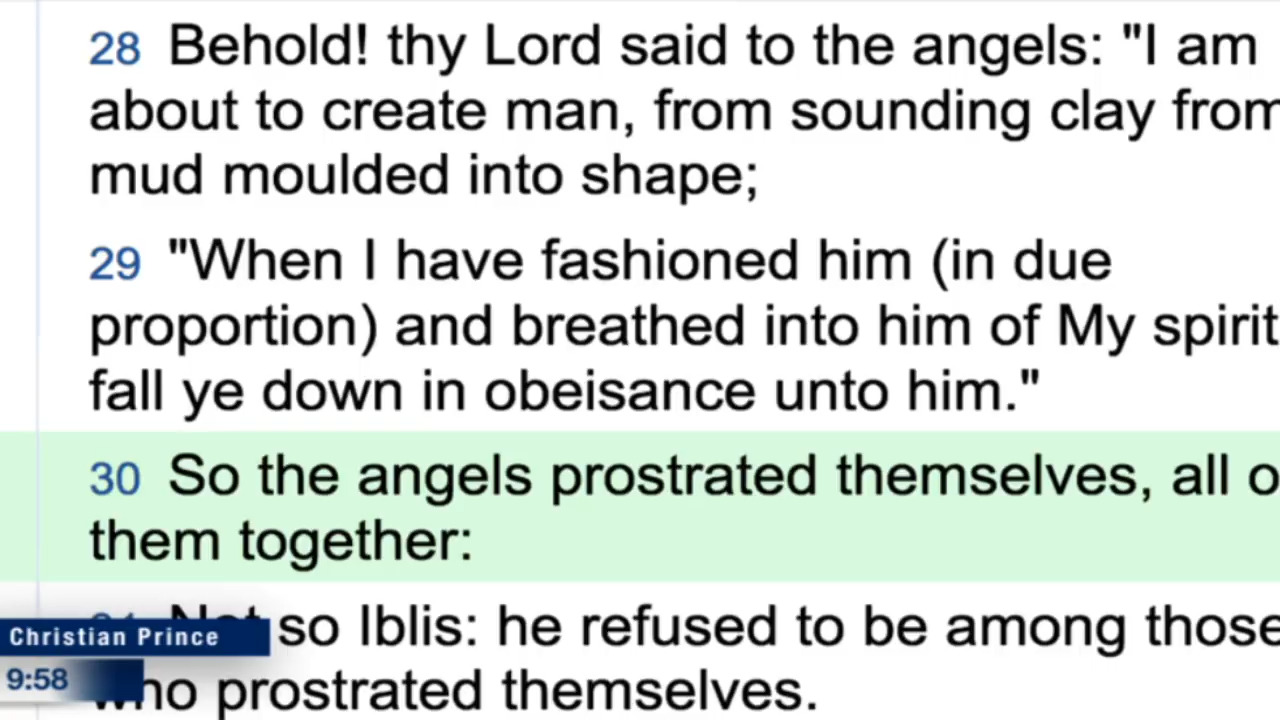 28 Behold! thy Lord said to the angels: "I am
about to create man, from sounding clay from
mud moulded into shape;
29 "When I have fashioned him (in due
proportion) and breathed into him of My spirit
fall ye down in obeisance unto him."
30 So the angels prostrated themselves, all
them together:
so Iblis: he refused to be among those
who prostrated themselves.
Christian Prince
9:58